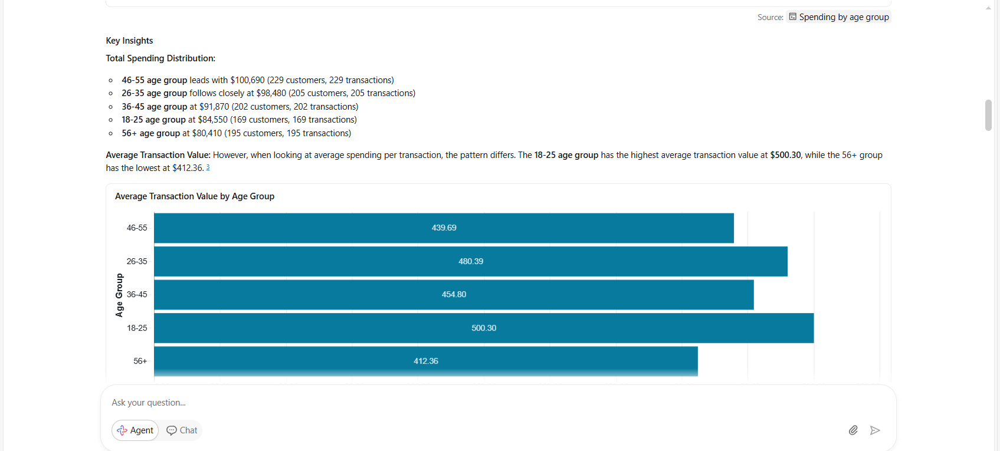 Source: Spending by age group
Key Insights
Total Spending Distribution:
46-55 age group leads with $100,690 (229 customers, 229 transactions)
26-35 age group follows closely at $98,480 (205 customers, 205 transactions)
36-45 age group at $91,870 (202 customers, 202 transactions)
18-25 age group at $84,550 (169 customers, 169 transactions)
56+ age group at $80,410 (195 customers, 195 transactions)
Average Transaction Value: However, when looking at average spending per transaction, the pattern differs. The 18-25 age group has the highest average transaction value at $500.30, while the 56+ group
has the lowest at $412.36. 3
Average Transaction Value by Age Group
Age Group
46-55 439.69
26-35 480.39
36-45 454.80
18-25 500.30
56+ 412.36
Ask your question...
Agent Chat